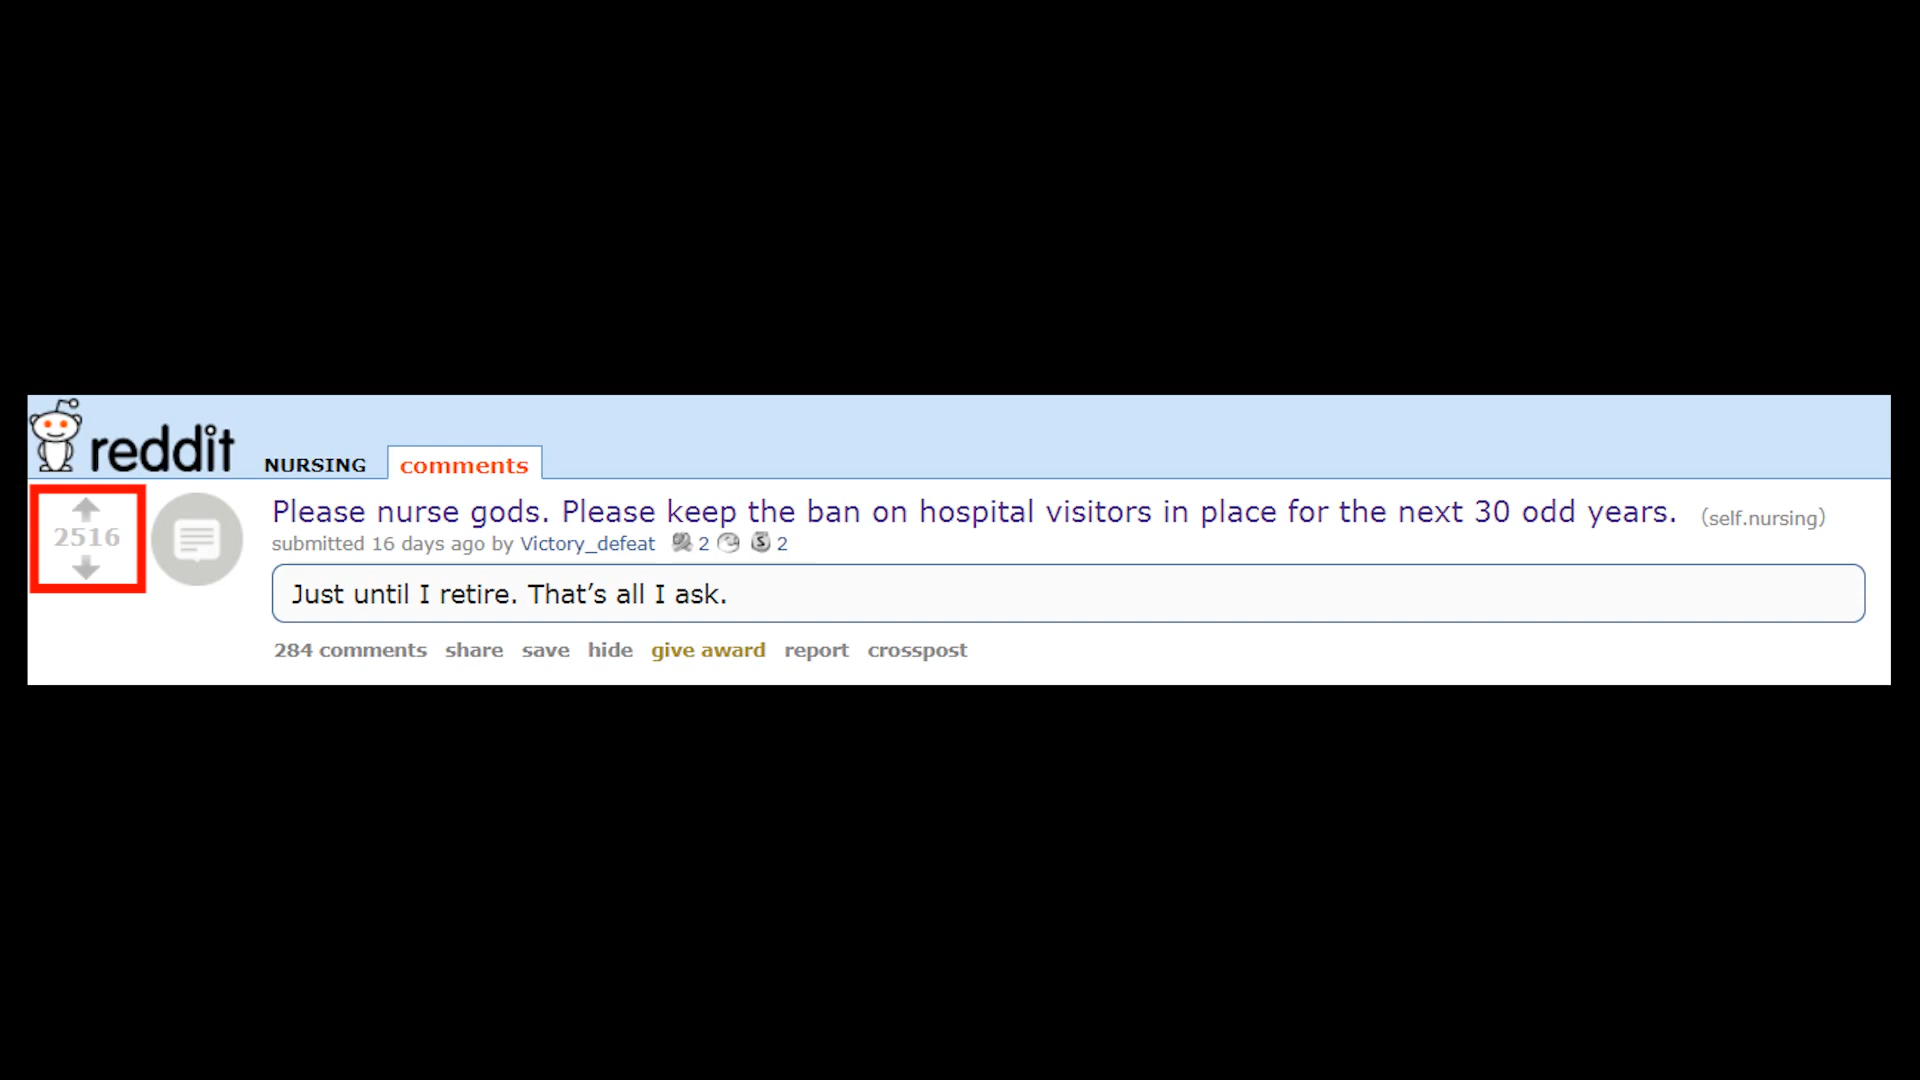 reddit NURSING comments
2516
Please nurse gods. Please keep the ban on hospital visitors in place for the next 30 odd years. (self.nursing)
submitted 16 days ago by Victory_defeat 2 S 2
Just until I retire. That’s all I ask.
284 comments share save hide give award report crosspost